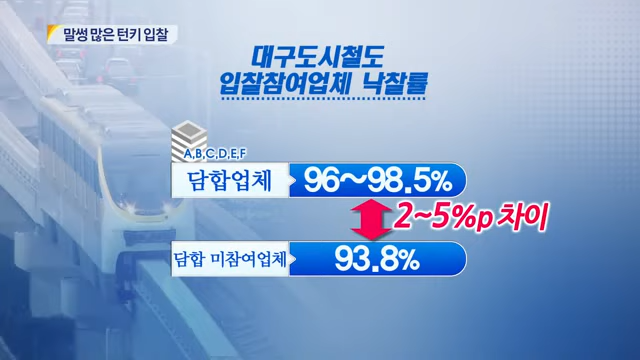 말썽 많은 턴키 입찰
대구도시철도
입찰참여업체 낙찰률
A,B,C,D,E,F
담합업체 96~98.5%
2~5%p 차이
담합 미참여업체 93.8%